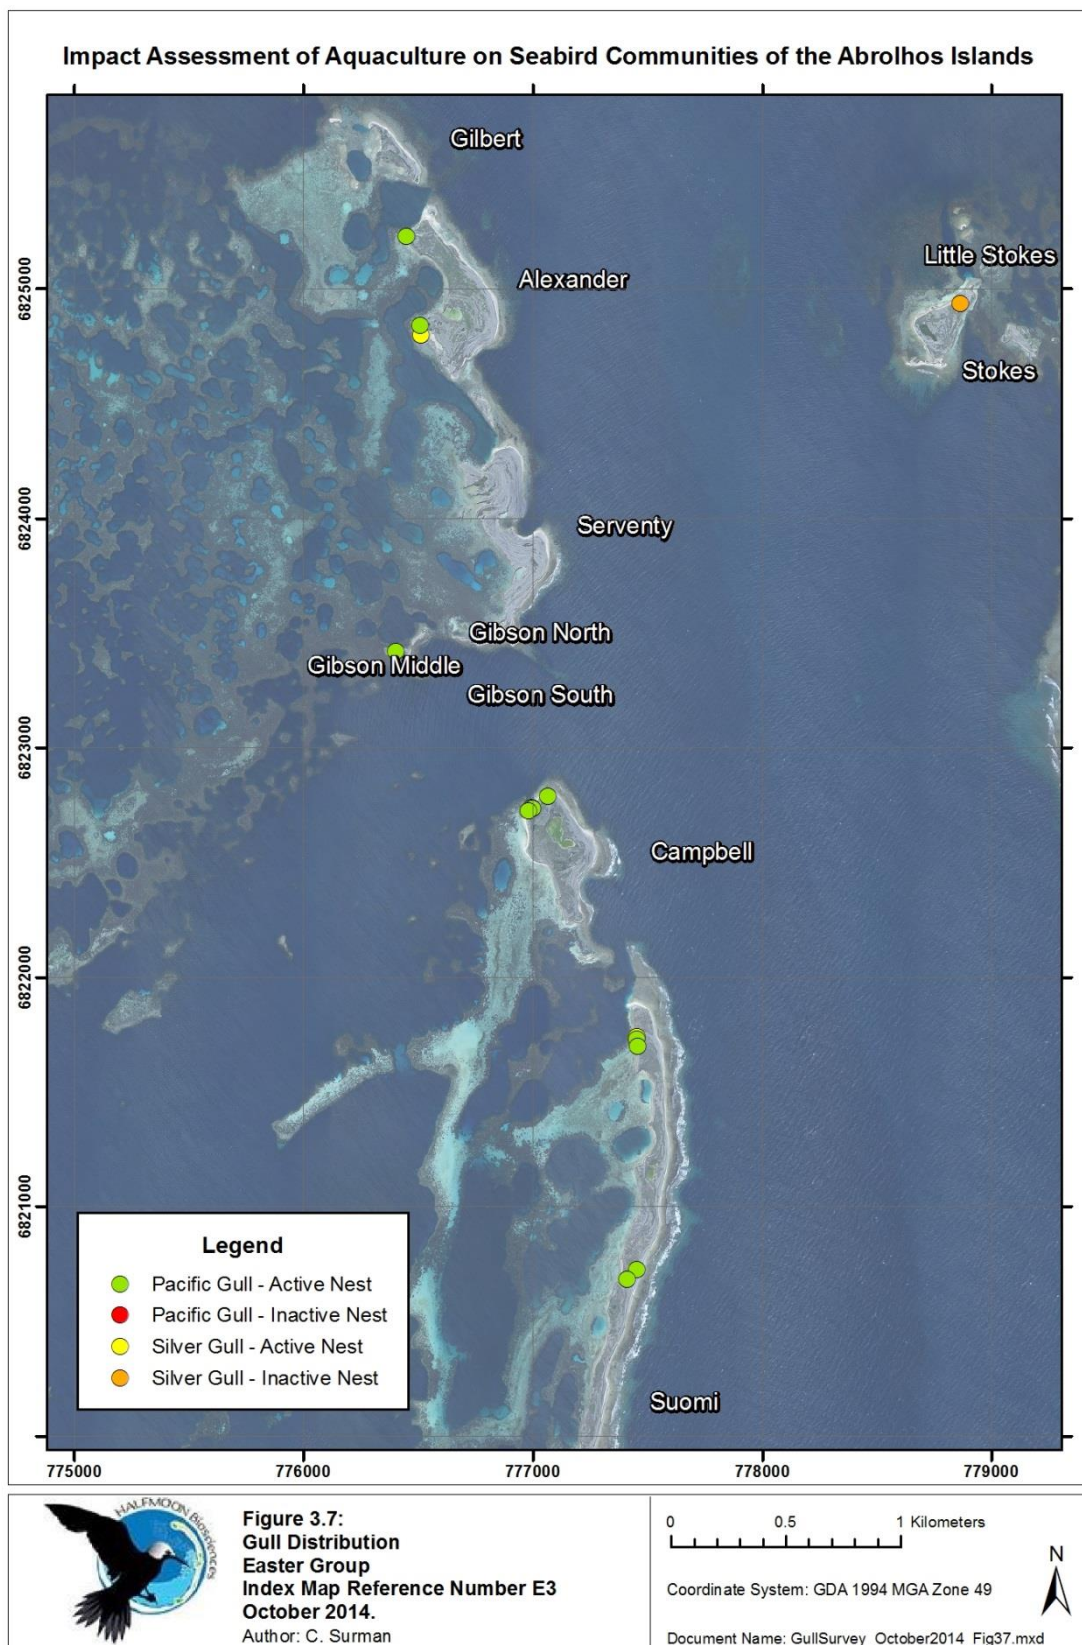 Impact Assessment of Aquaculture on Seabird Communities of the Abrolhos Islands
Gilbert
Little Stokes
Alexander
Stokes
Serventy
Gibson North
Gibson Middle
Gibson South
Campbell
Suomi
6825000
6824000
6823000
6822000
6821000
Legend
Pacific Gull - Active Nest
Pacific Gull - Inactive Nest
Silver Gull - Active Nest
Silver Gull - Inactive Nest
775000 776000 777000 778000 779000
HALFMOON Biosciences
Figure 3.7:
Gull Distribution
Easter Group
Index Map Reference Number E3
October 2014.
Author: C. Surman
0 0.5 1 Kilometers
N
Coordinate System: GDA 1994 MGA Zone 49
Document Name: GullSurvey_October2014_Fig37.mxd